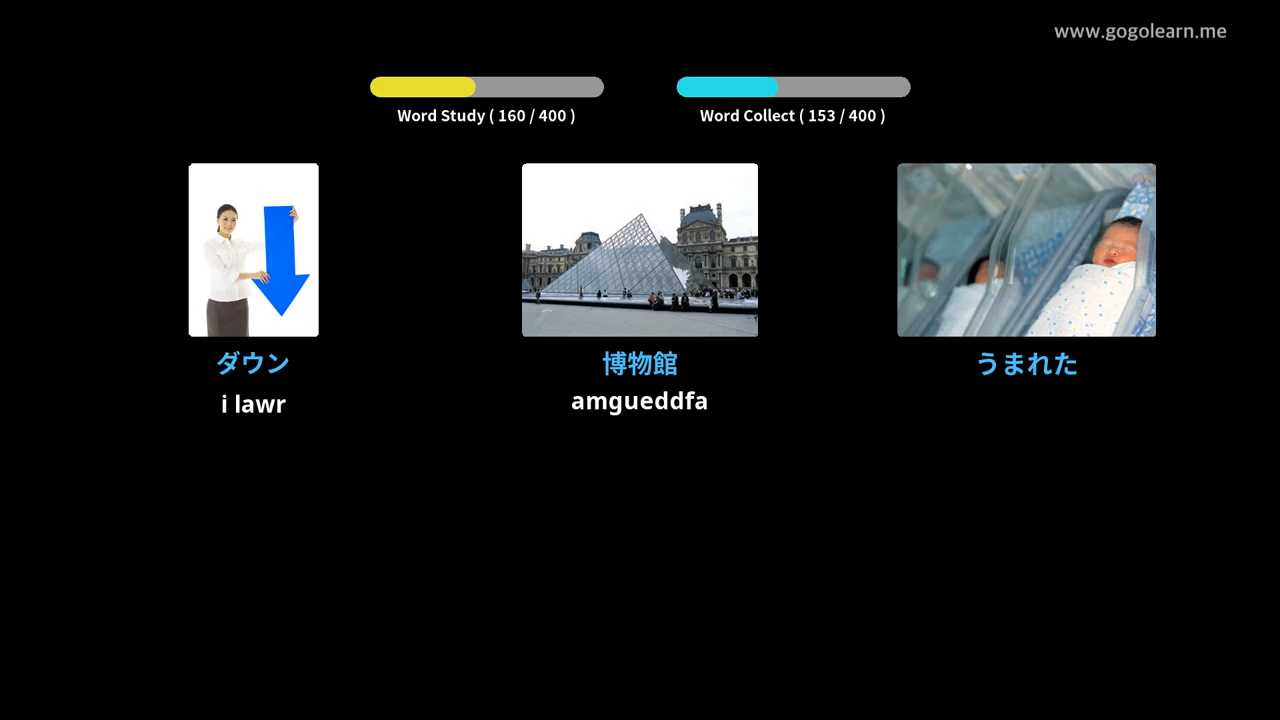 www.gogolearn.me
Word Study ( 160 / 400 )
Word Collect ( 153 / 400 )
ダウン
i lawr
博物館
amgueddfa
うまれた